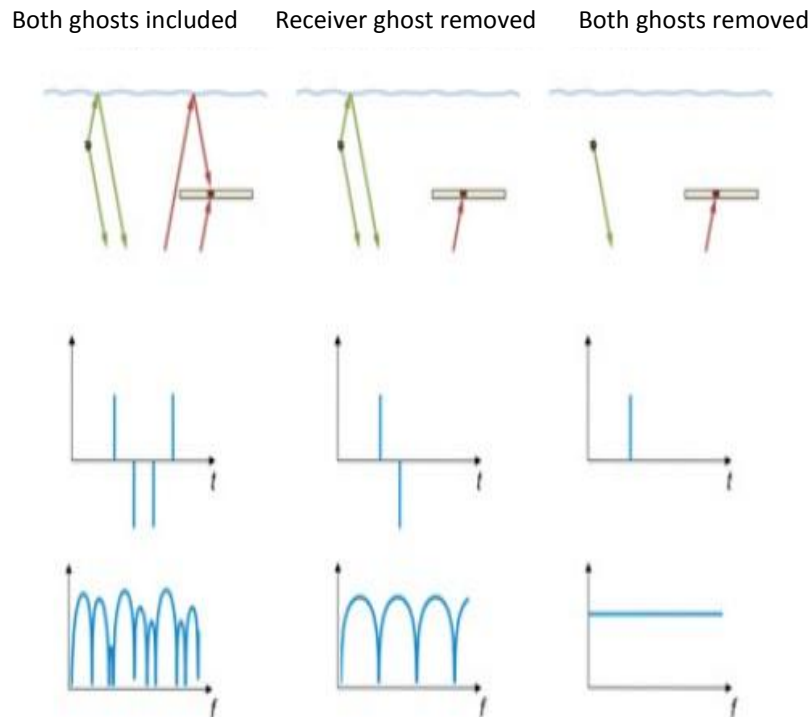 Both ghosts included Receiver ghost removed Both ghosts removed
t t t
f f f